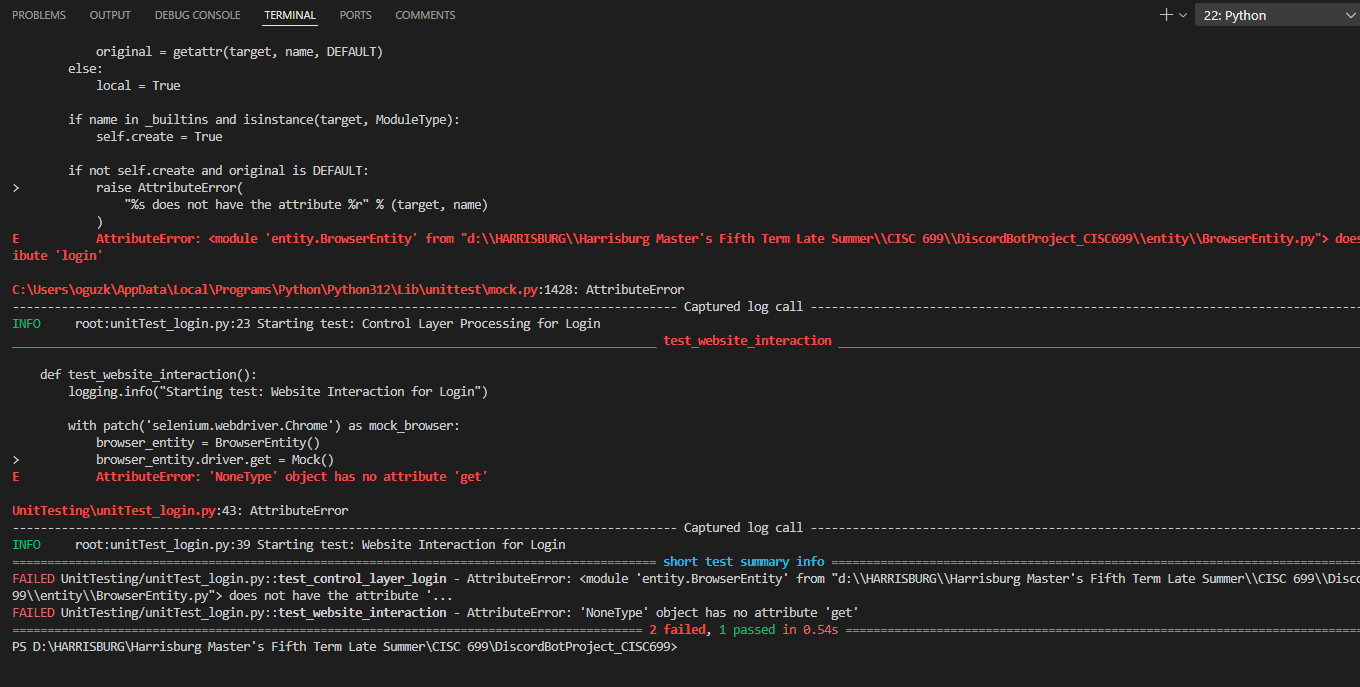 PROBLEMS OUTPUT DEBUG CONSOLE TERMINAL PORTS COMMENTS 22: Python
original = getattr(target, name, DEFAULT)
else:
local = True
if name in _builtins and isinstance(target, ModuleType):
self.create = True
if not self.create and original is DEFAULT:
> raise AttributeError(
"%s does not have the attribute %r" % (target, name)
)
E AttributeError: <module 'entity.BrowserEntity' from "d:\\HARRISBURG\\Harrisburg Master's Fifth Term Late Summer\\CISC 699\\DiscordBotProject_CISC699\\entity\\BrowserEntity.py"> does
ibute 'login'
C:\Users\oguzk\AppData\Local\Programs\Python\Python312\Lib\unittest\mock.py:1428: AttributeError
------------------------------ Captured log call ------------------------------
INFO root:unitTest_login.py:23 Starting test: Control Layer Processing for Login
______________________________ test_website_interaction ______________________________
def test_website_interaction():
logging.info("Starting test: Website Interaction for Login")
with patch('selenium.webdriver.Chrome') as mock_browser:
browser_entity = BrowserEntity()
> browser_entity.driver.get = Mock()
E AttributeError: 'NoneType' object has no attribute 'get'
UnitTesting\unitTest_login.py:43: AttributeError
------------------------------ Captured log call ------------------------------
INFO root:unitTest_login.py:39 Starting test: Website Interaction for Login
============================== short test summary info ==============================
FAILED UnitTesting/unitTest_login.py::test_control_layer_login - AttributeError: <module 'entity.BrowserEntity' from "d:\\HARRISBURG\\Harrisburg Master's Fifth Term Late Summer\\CISC 699\\Disco
99\\entity\\BrowserEntity.py"> does not have the attribute '...
FAILED UnitTesting/unitTest_login.py::test_website_interaction - AttributeError: 'NoneType' object has no attribute 'get'
============================== 2 failed, 1 passed in 0.54s ==============================
PS D:\HARRISBURG\Harrisburg Master's Fifth Term Late Summer\CISC 699\DiscordBotProject_CISC699>